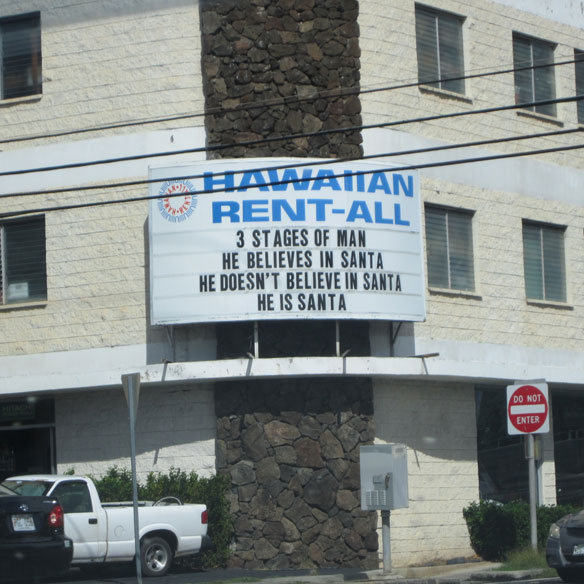 HAWAIIAN
RENT-ALL
3 STAGES OF MAN
HE BELIEVES IN SANTA
HE DOESN'T BELIEVE IN SANTA
HE IS SANTA
DO NOT
ENTER